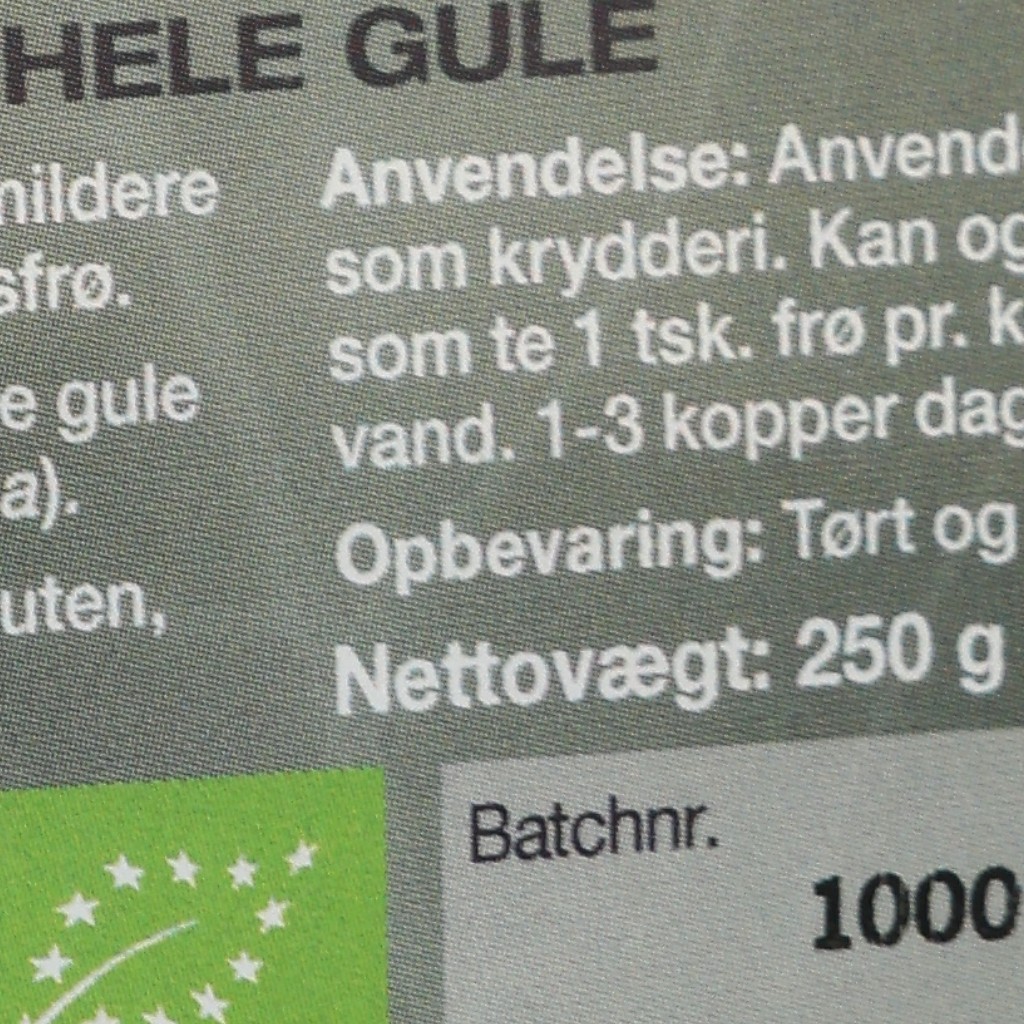 HELE GULE
mildere
sfrø.
e gule
a).
uten,
Anvendelse: Anvend
som krydderi. Kan og
som te 1 tsk. frø pr. k
vand. 1-3 kopper dag
Opbevaring: Tørt og
Nettovægt: 250 g
Batchnr.
1000